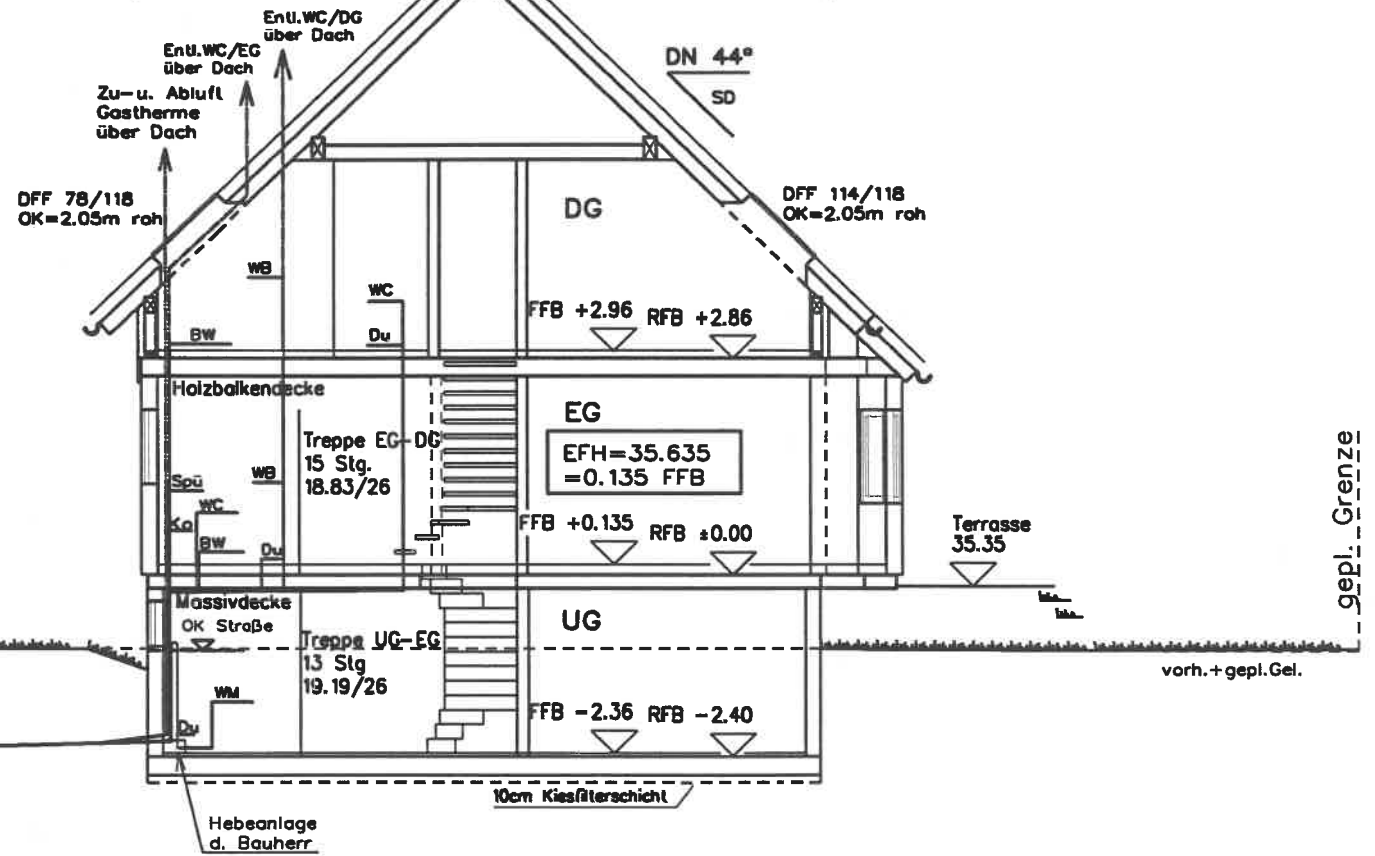 Entl.WC/DG
über Dach
Entl.WC/EG
über Dach
Zu-u. Abluft
Gastherme
über Dach
DN 44°
SD
DFF 78/118
OK=2.05m roh
DFF 114/118
OK=2.05m roh
DG
WB
WC
BW
Du
FFB +2.96
RFB +2.86
Holzbalkendecke
EG
Treppe EG-DG
15 Stg.
18.83/26
EFH=35.635
=0.135 FFB
WB
Spü
WC
Ko
BW
Du
FFB +0.135
RFB ±0.00
Terrasse
35.35
gepl. Grenze
Massivdecke
OK Straße
UG
Treppe UG-EG
13 Stg
19.19/26
vorh.+gepl.Gel.
WM
Du
FFB -2.36
RFB -2.40
10cm Kiesfilterschicht
Hebeanlage
d. Bauherr